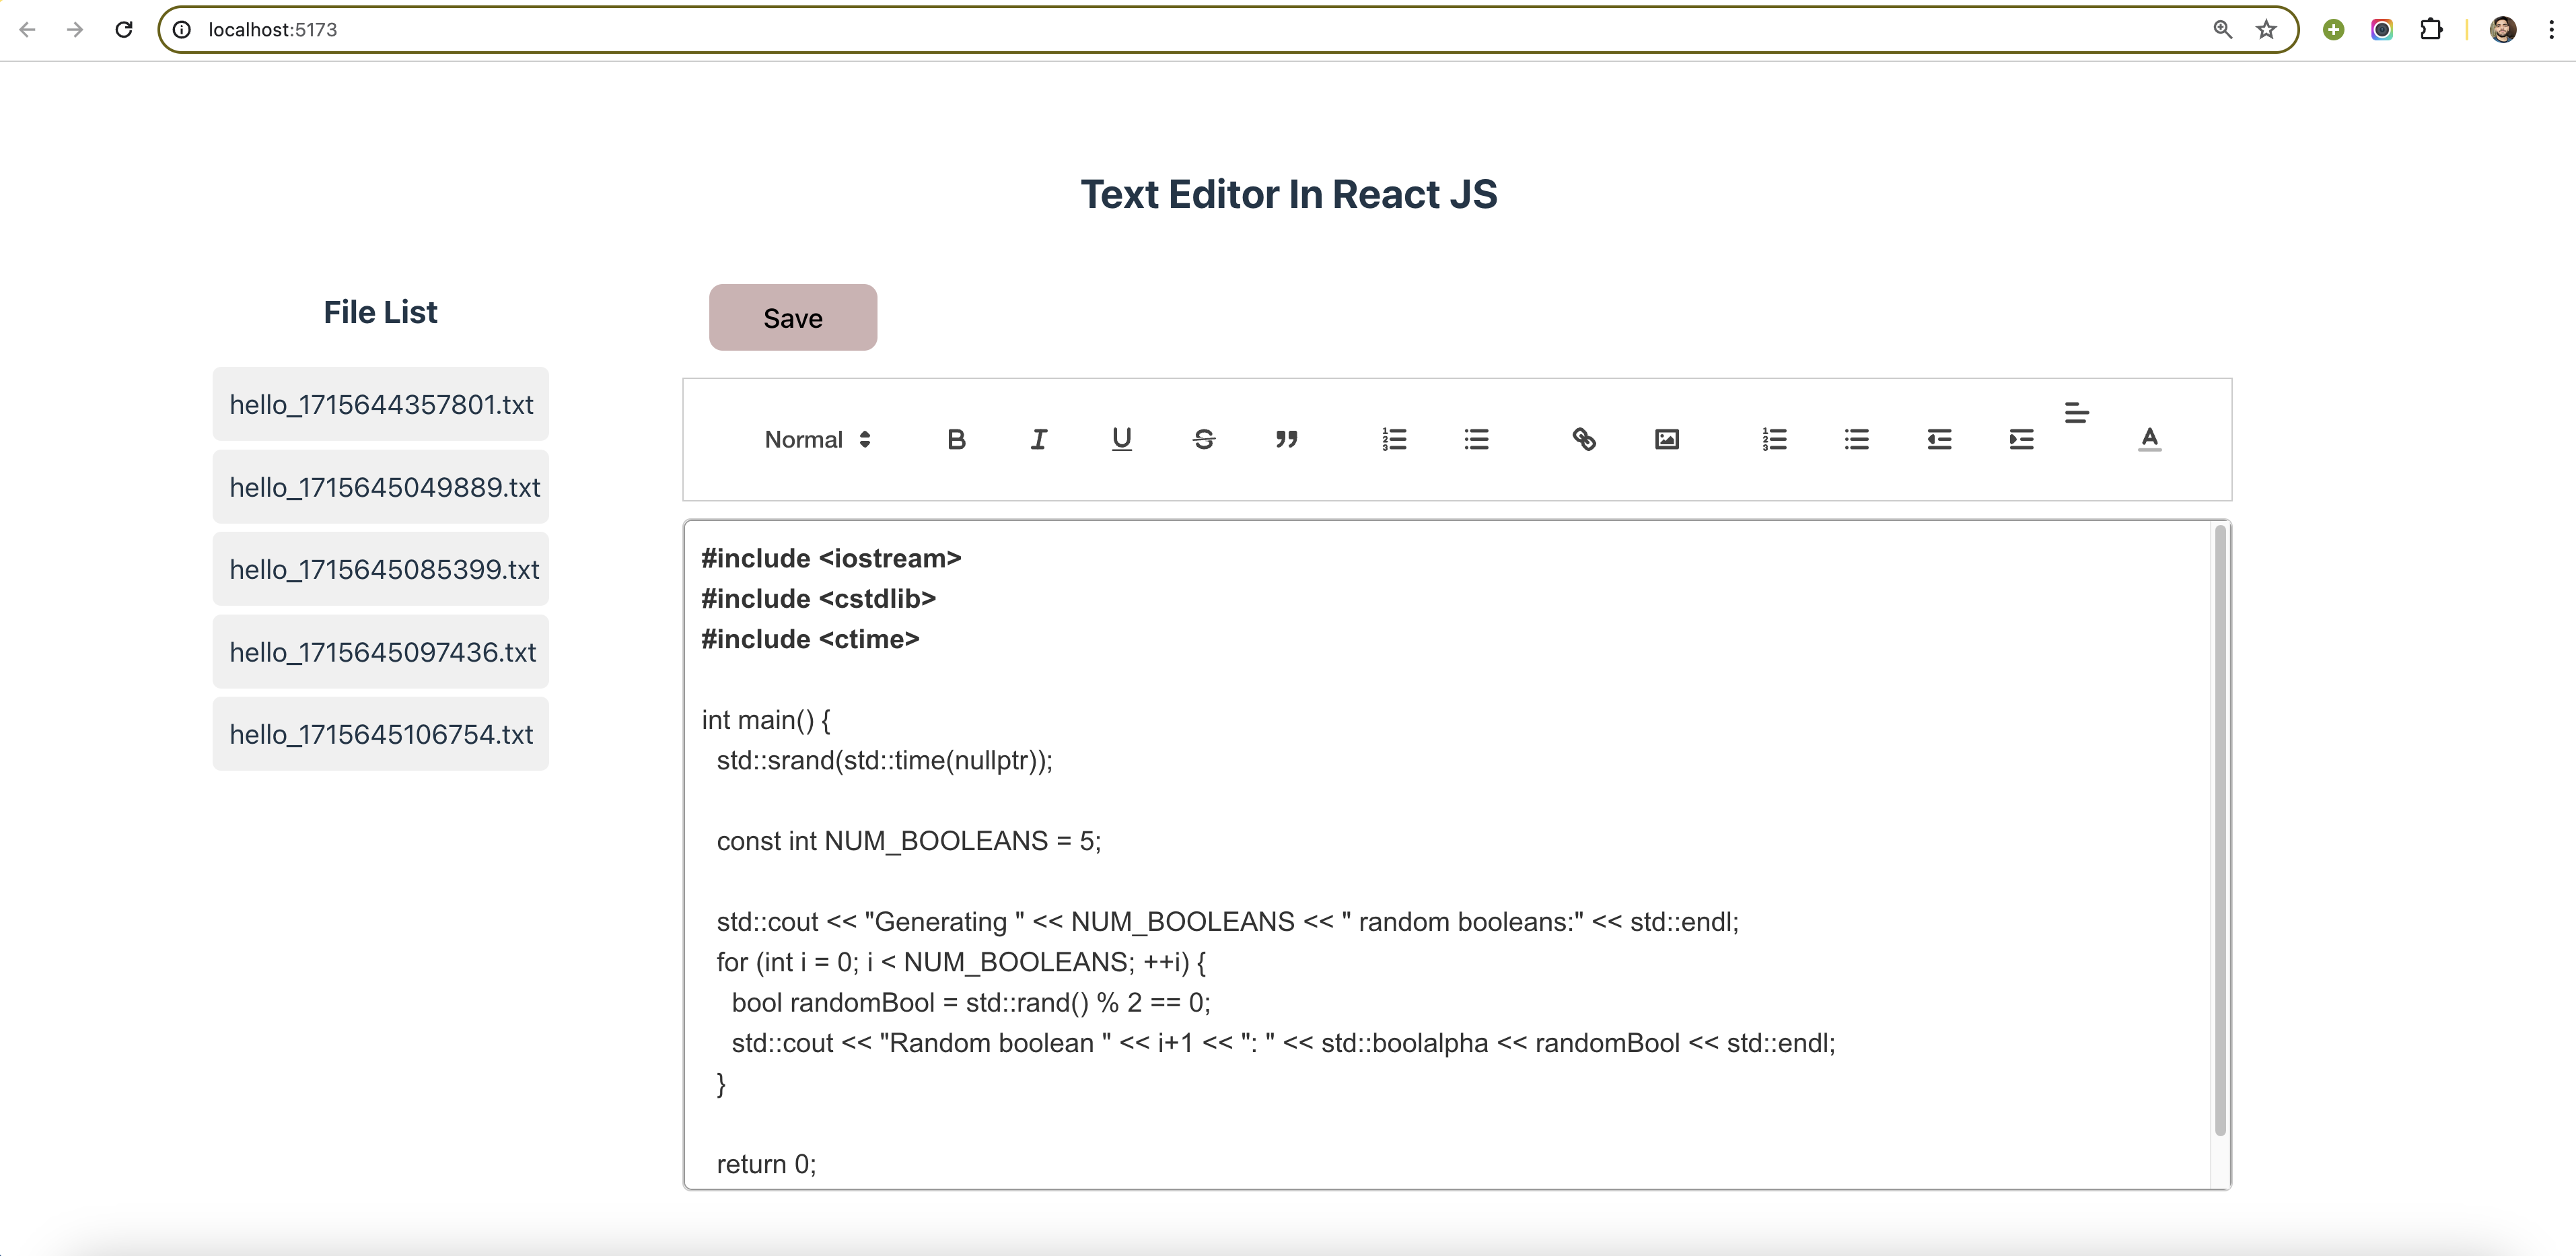 localhost:5173
Text Editor In React JS
File List
hello_1715644357801.txt
hello_1715645049889.txt
hello_1715645085399.txt
hello_1715645097436.txt
hello_1715645106754.txt
Save
Normal
#include <iostream>
#include <cstdlib>
#include <ctime>
int main() {
std::srand(std::time(nullptr));
const int NUM_BOOLEANS = 5;
std::cout << "Generating " << NUM_BOOLEANS << " random booleans:" << std::endl;
for (int i = 0; i < NUM_BOOLEANS; ++i) {
bool randomBool = std::rand() % 2 == 0;
std::cout << "Random boolean " << i+1 << ": " << std::boolalpha << randomBool << std::endl;
}
return 0;